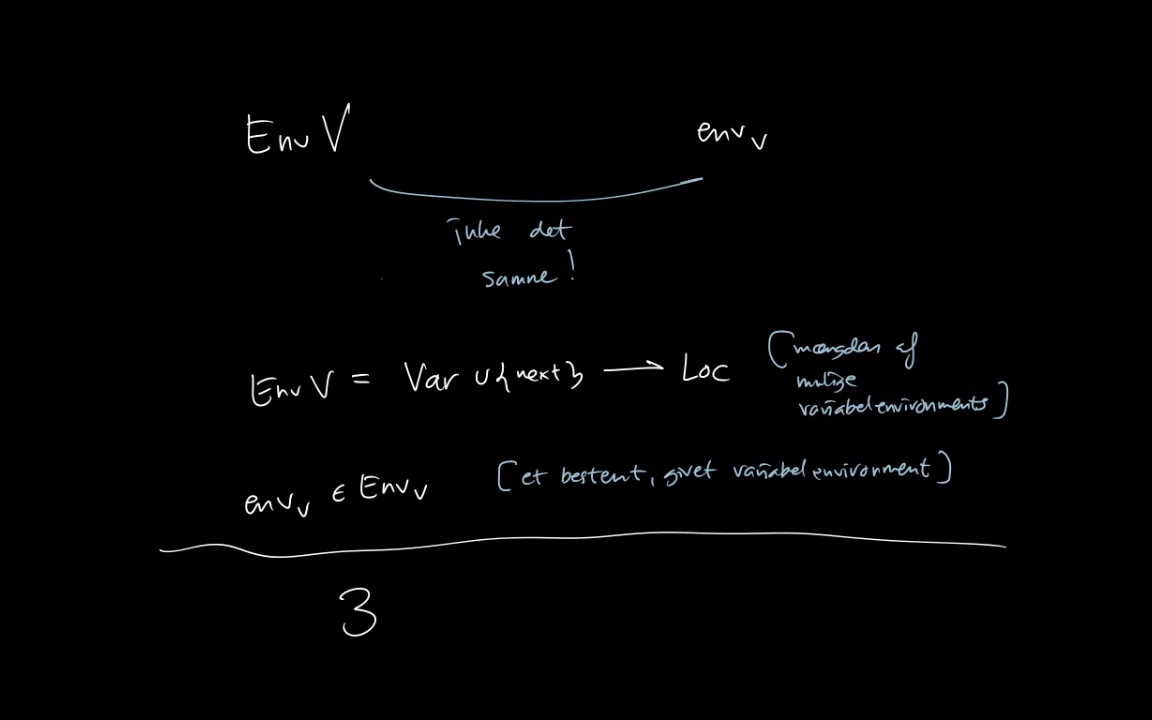 Env V env_v
ikke det
samme!
Env V = Var ∪ {next} → Loc (mængden af
mulige
variabelenvironments)
env_v ∈ Env_v (et bestemt, givet variabelenvironment)
3